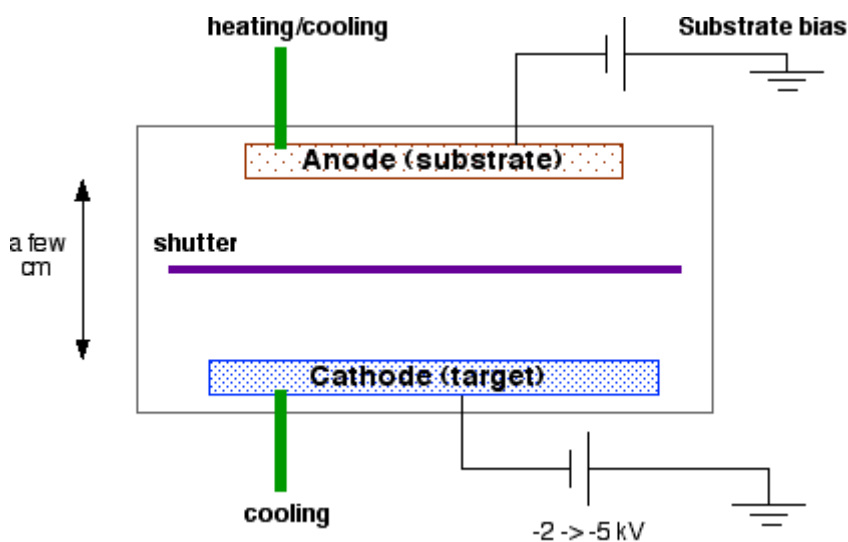 heating/cooling
Substrate bias
Anode (substrate)
a few
cm
shutter
Cathode (target)
cooling
-2 -> -5 kV